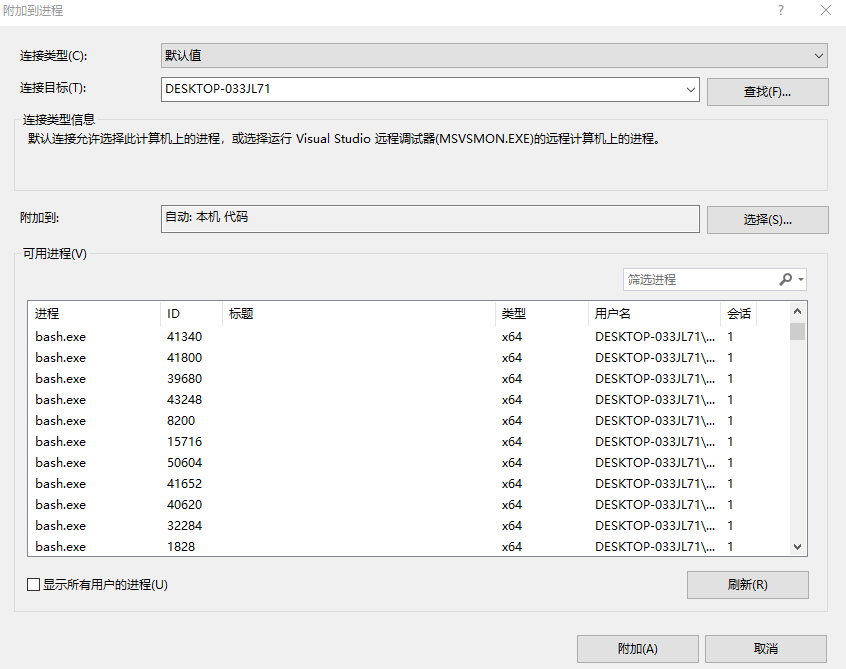 附加到进程
连接类型(C): 默认值
连接目标(T): DESKTOP-033JL71 查找(F)...
连接类型信息
默认连接允许选择此计算机上的进程，或选择运行 Visual Studio 远程调试器(MSVSMON.EXE)的远程计算机上的进程。
附加到: 自动: 本机 代码 选择(S)...
可用进程(V)
筛选进程
进程 ID 标题 类型 用户名 会话
bash.exe 41340 x64 DESKTOP-033JL71\... 1
bash.exe 41800 x64 DESKTOP-033JL71\... 1
bash.exe 39680 x64 DESKTOP-033JL71\... 1
bash.exe 43248 x64 DESKTOP-033JL71\... 1
bash.exe 8200 x64 DESKTOP-033JL71\... 1
bash.exe 15716 x64 DESKTOP-033JL71\... 1
bash.exe 50604 x64 DESKTOP-033JL71\... 1
bash.exe 41652 x64 DESKTOP-033JL71\... 1
bash.exe 40620 x64 DESKTOP-033JL71\... 1
bash.exe 32284 x64 DESKTOP-033JL71\... 1
bash.exe 1828 x64 DESKTOP-033JL71\... 1
显示所有用户的进程(U) 刷新(R)
附加(A) 取消